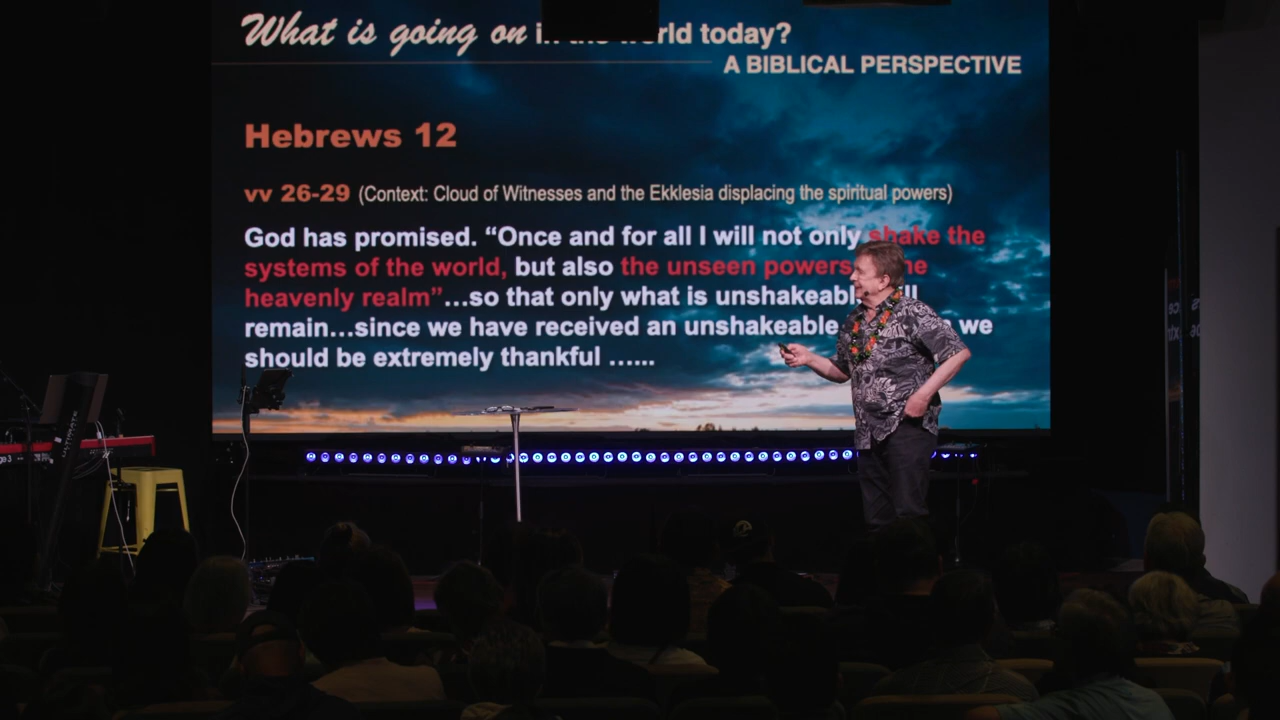 What is going on in the world today?
A BIBLICAL PERSPECTIVE
Hebrews 12
vv 26-29 (Context: Cloud of Witnesses and the Ekklesia displacing the spiritual powers)
God has promised. “Once and for all I will not only shake the
systems of the world, but also the unseen powers
heavenly realm”...so that only what is unshakeable
remain...since we have received an unshakeable we
should be extremely thankful ......